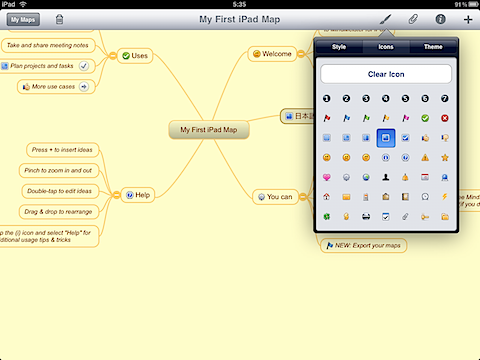 iPad
5:35
91%
My Maps
My First iPad Map
Style
Icons
Theme
Clear Icon
1 2 3 4 5 6 7
Take and share meeting notes
Plan projects and tasks
More use cases
Uses
Welcome
My First iPad Map
日本語
Press + to insert ideas
Pinch to zoom in and out
Double-tap to edit ideas
Drag & drop to rearrange
p the (i) icon and select "Help" for
ditional usage tips & tricks
Help
You can
e Mind
if you d
NEW: Export your maps